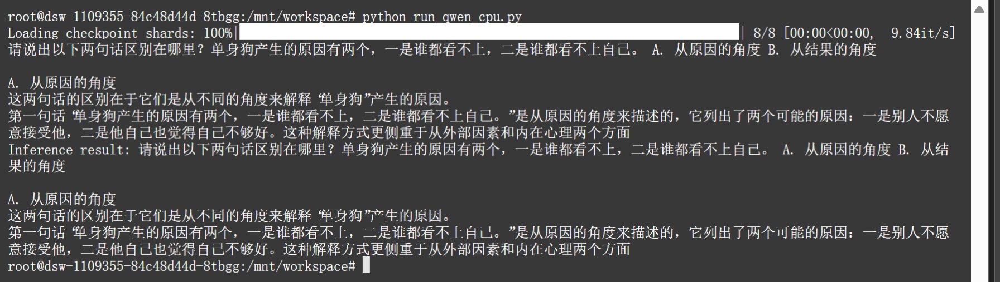 root@dsw-1109355-84c48d44d-8tbgg:/mnt/workspace# python run_qwen_cpu.py
Loading checkpoint shards: 100%|| 8/8 [00:00<00:00,  9.84it/s]
请说出以下两句话区别在哪里？单身狗产生的原因有两个，一是谁都看不上，二是谁都看不上自己。 A. 从原因的角度 B. 从结果的角度
A. 从原因的角度
这两句话的区别在于它们是从不同的角度来解释“单身狗”产生的原因。
第一句话“单身狗产生的原因有两个，一是谁都看不上，二是谁都看不上自己。”是从原因的角度来描述的，它列出了两个可能的原因：一是别人不愿
意接受他，二是他自己也觉得自己不够好。这种解释方式更侧重于从外部因素和内在心理两个方面
Inference result: 请说出以下两句话区别在哪里？单身狗产生的原因有两个，一是谁都看不上，二是谁都看不上自己。 A. 从原因的角度 B. 从结
果的角度
A. 从原因的角度
这两句话的区别在于它们是从不同的角度来解释“单身狗”产生的原因。
第一句话“单身狗产生的原因有两个，一是谁都看不上，二是谁都看不上自己。”是从原因的角度来描述的，它列出了两个可能的原因：一是别人不愿
意接受他，二是他自己也觉得自己不够好。这种解释方式更侧重于从外部因素和内在心理两个方面
root@dsw-1109355-84c48d44d-8tbgg:/mnt/workspace#